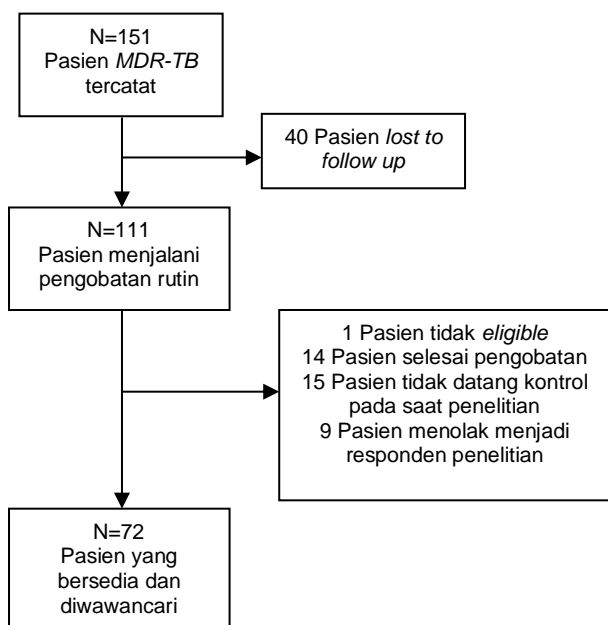 N=151
Pasien MDR-TB
tercatat
40 Pasien lost to
follow up
N=111
Pasien menjalani
pengobatan rutin
1 Pasien tidak eligible
14 Pasien selesai pengobatan
15 Pasien tidak datang kontrol
pada saat penelitian
9 Pasien menolak menjadi
responden penelitian
N=72
Pasien yang
bersedia dan
diwawancari